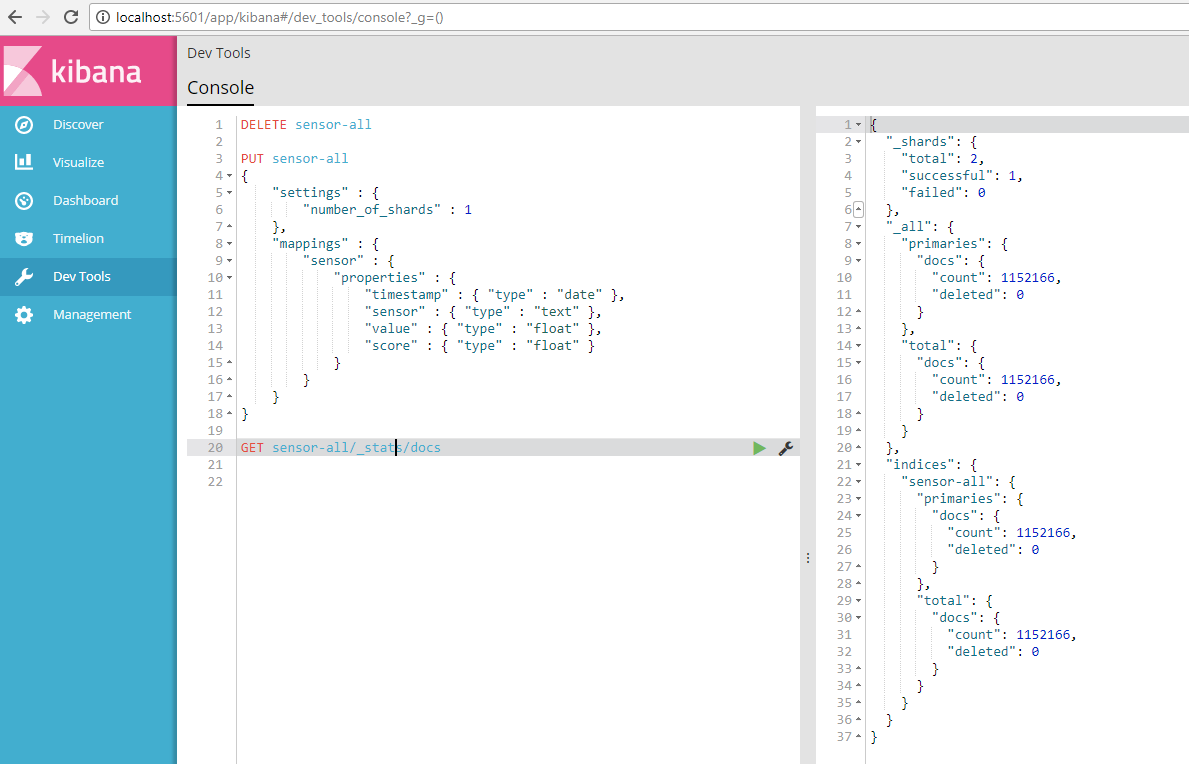 localhost:5601/app/kibana#/dev_tools/console?_g=()
kibana
Discover
Visualize
Dashboard
Timelion
Dev Tools
Management
Dev Tools
Console
1 DELETE sensor-all
2
3 PUT sensor-all
4 {
5 "settings" : {
6 "number_of_shards" : 1
7 },
8 "mappings" : {
9 "sensor" : {
10 "properties" : {
11 "timestamp" : { "type" : "date" },
12 "sensor" : { "type" : "text" },
13 "value" : { "type" : "float" },
14 "score" : { "type" : "float" }
15 }
16 }
17 }
18 }
19
20 GET sensor-all/_stats/docs
21
22
1 {
2 "_shards": {
3 "total": 2,
4 "successful": 1,
5 "failed": 0
6 },
7 "_all": {
8 "primaries": {
9 "docs": {
10 "count": 1152166,
11 "deleted": 0
12 }
13 },
14 "total": {
15 "docs": {
16 "count": 1152166,
17 "deleted": 0
18 }
19 }
20 },
21 "indices": {
22 "sensor-all": {
23 "primaries": {
24 "docs": {
25 "count": 1152166,
26 "deleted": 0
27 }
28 },
29 "total": {
30 "docs": {
31 "count": 1152166,
32 "deleted": 0
33 }
34 }
35 }
36 }
37 }